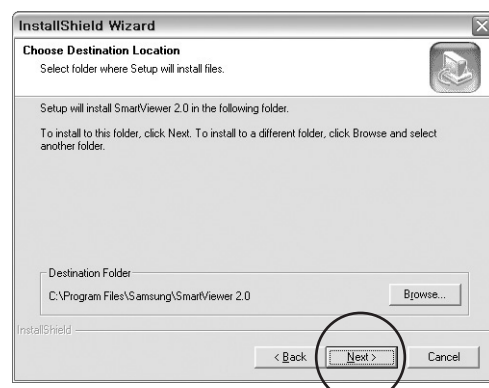 InstallShield Wizard
Choose Destination Location
Select folder where Setup will install files.
Setup will install SmartViewer 2.0 in the following folder.
To install to this folder, click Next. To install to a different folder, click Browse and select
another folder.
Destination Folder
C:\Program Files\Samsung\SmartViewer 2.0
Browse...
InstallShield
< Back
Next >
Cancel